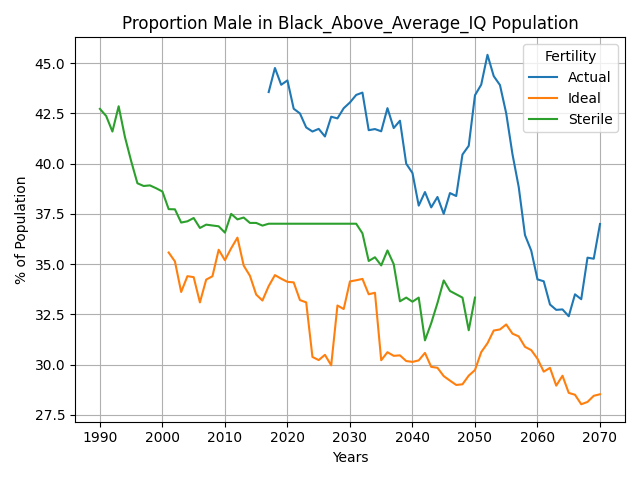 Proportion Male in Black_Above_Average_IQ Population
Fertility
Actual
Ideal
Sterile
% of Population
45.0
42.5
40.0
37.5
35.0
32.5
30.0
27.5
1990 2000 2010 2020 2030 2040 2050 2060 2070
Years